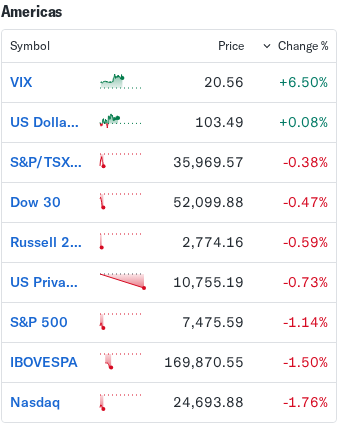 Americas
Symbol Price Change %
VIX 20.56 +6.50%
US Dolla... 103.49 +0.08%
S&P/TSX... 35,969.57 -0.38%
Dow 30 52,099.88 -0.47%
Russell 2... 2,774.16 -0.59%
US Priva... 10,755.19 -0.73%
S&P 500 7,475.59 -1.14%
IBOVESPA 169,870.55 -1.50%
Nasdaq 24,693.88 -1.76%